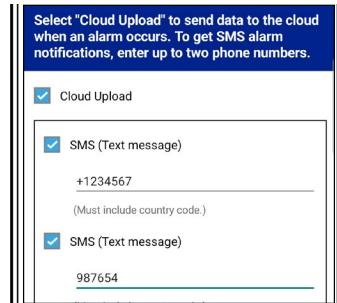 Select "Cloud Upload" to send data to the cloud
when an alarm occurs. To get SMS alarm
notifications, enter up to two phone numbers.
Cloud Upload
SMS (Text message)
+1234567
(Must include country code.)
SMS (Text message)
987654